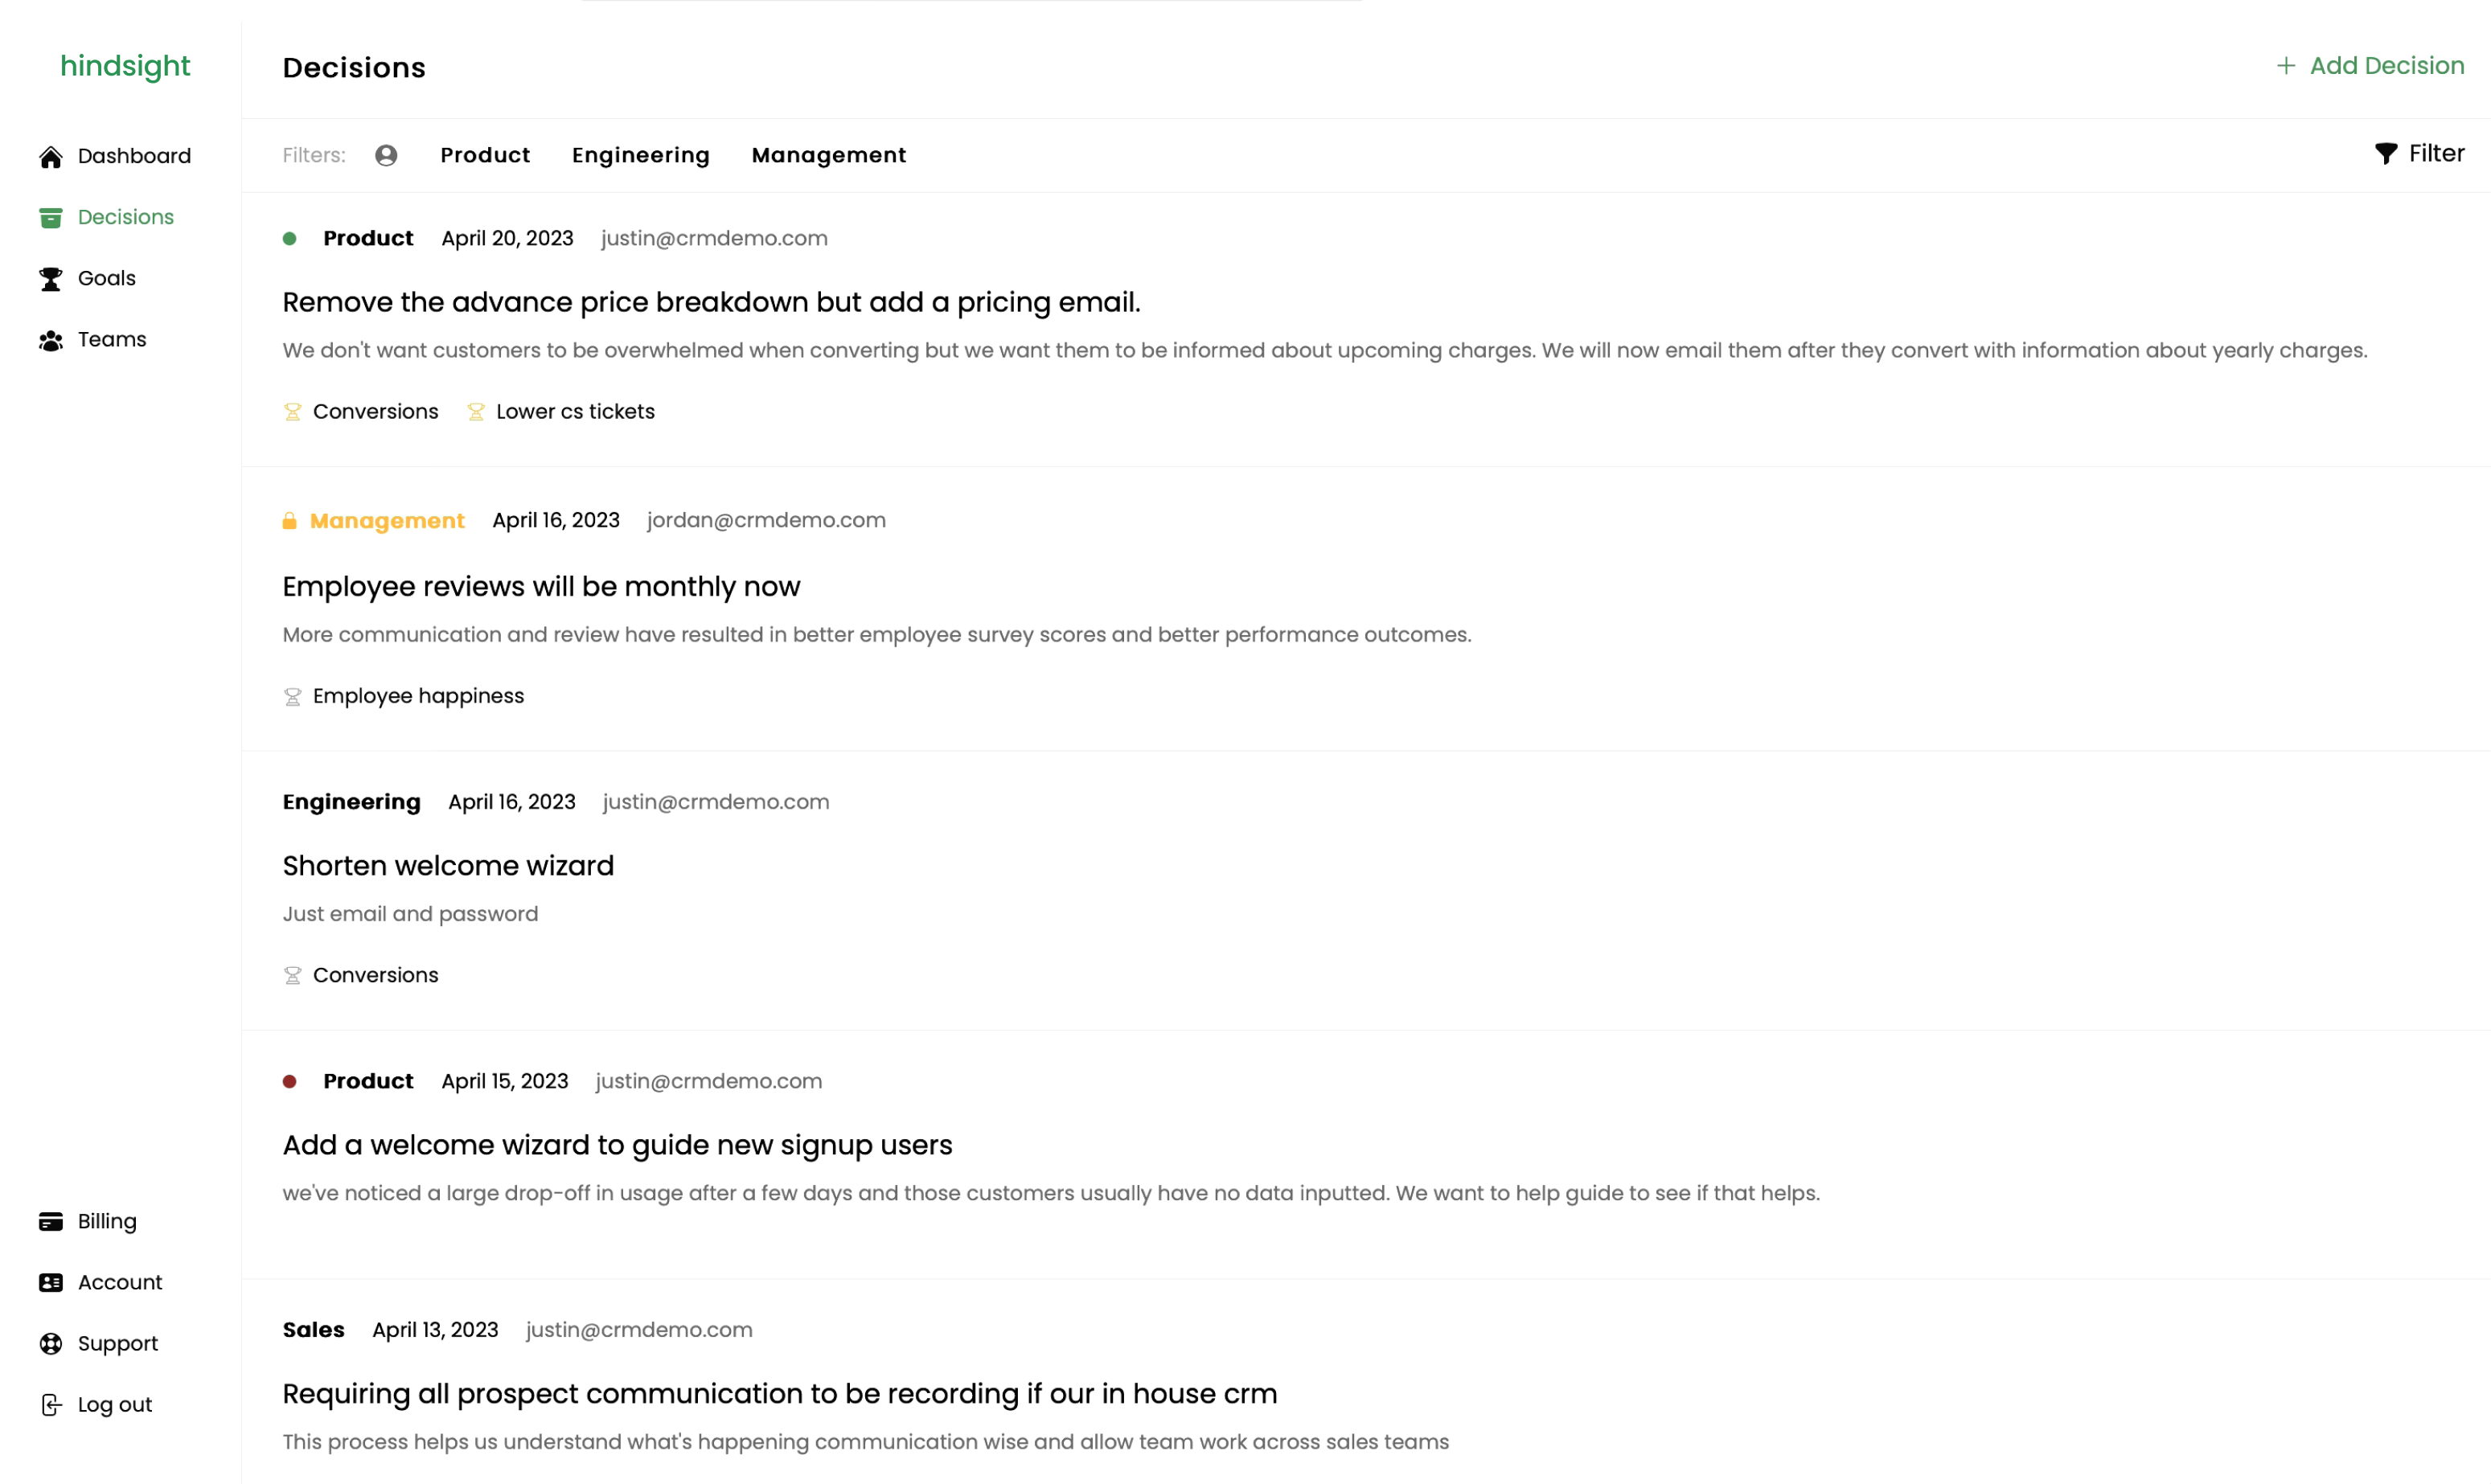 hindsight
Dashboard
Decisions
Goals
Teams
Billing
Account
Support
Log out
Decisions
Add Decision
Filters: Product Engineering Management
Filter
Product April 20, 2023 justin@crmdemo.com
Remove the advance price breakdown but add a pricing email.
We don't want customers to be overwhelmed when converting but we want them to be informed about upcoming charges. We will now email them after they convert with information about yearly charges.
Conversions Lower cs tickets
Management April 16, 2023 jordan@crmdemo.com
Employee reviews will be monthly now
More communication and review have resulted in better employee survey scores and better performance outcomes.
Employee happiness
Engineering April 16, 2023 justin@crmdemo.com
Shorten welcome wizard
Just email and password
Conversions
Product April 15, 2023 justin@crmdemo.com
Add a welcome wizard to guide new signup users
we've noticed a large drop-off in usage after a few days and those customers usually have no data inputted. We want to help guide to see if that helps.
Sales April 13, 2023 justin@crmdemo.com
Requiring all prospect communication to be recording if our in house crm
This process helps us understand what's happening communication wise and allow team work across sales teams